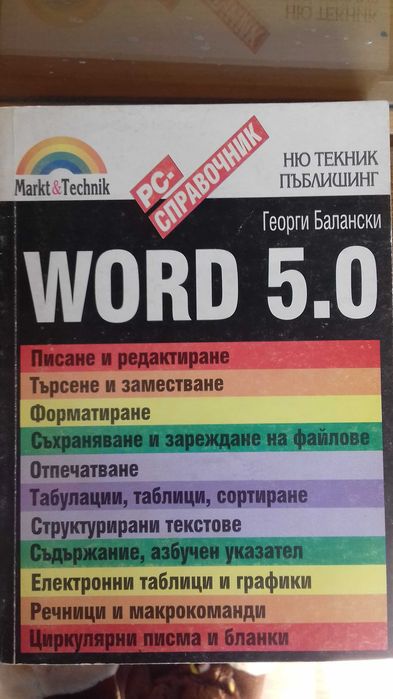 Markt&Technik
PC-
СПРАВОЧНИК
НЮ ТЕКНИК
ПЪБЛИШИНГ
Георги Балански
WORD 5.0
Писане и редактиране
Търсене и заместване
Форматиране
Съхраняване и зареждане на файлове
Отпечатване
Табулации, таблици, сортиране
Структурирани текстове
Съдържание, азбучен указател
Електронни таблици и графики
Речници и макрокоманди
Циркулярни писма и бланки